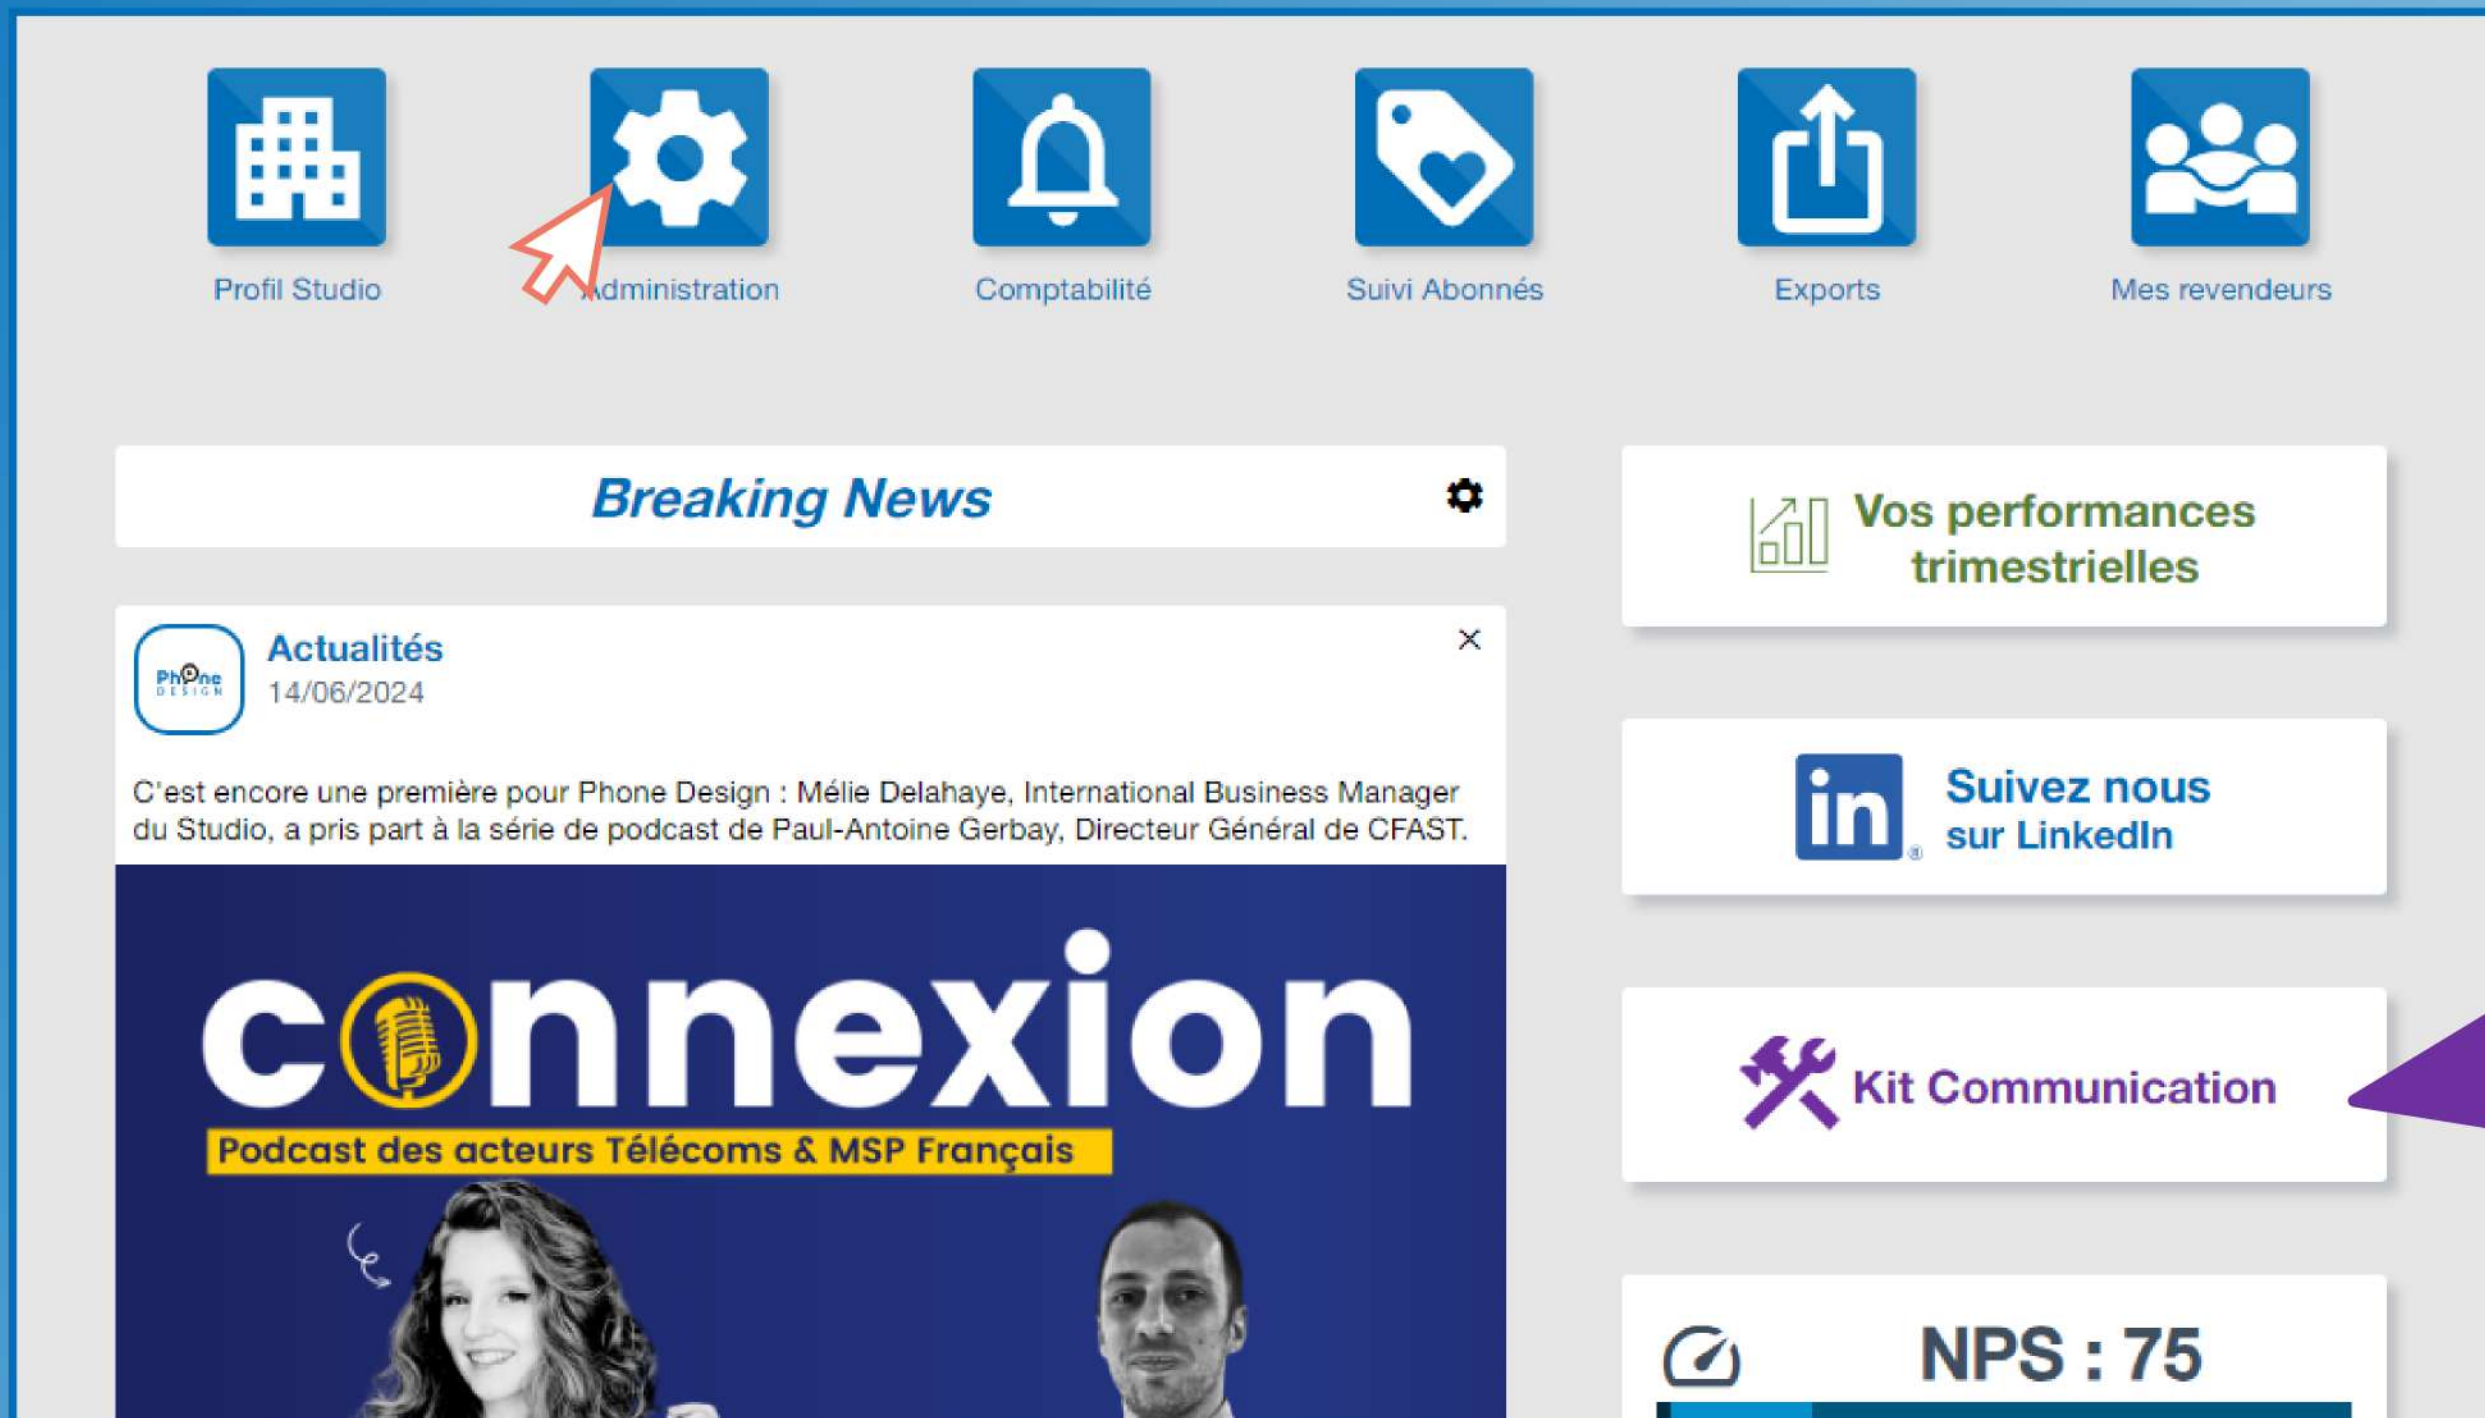 Profil Studio
Administration
Comptabilité
Suivi Abonnés
Exports
Mes revendeurs
Breaking News
Actualités
14/06/2024
Phone
DESIGN
C'est encore une première pour Phone Design : Mélie Delahaye, International Business Manager
du Studio, a pris part à la série de podcast de Paul-Antoine Gerbay, Directeur Général de CFAST.
connexion
Podcast des acteurs Télécoms & MSP Français
Vos performances
trimestrielles
in
®
Suivez nous
sur LinkedIn
Kit Communication
NPS : 75